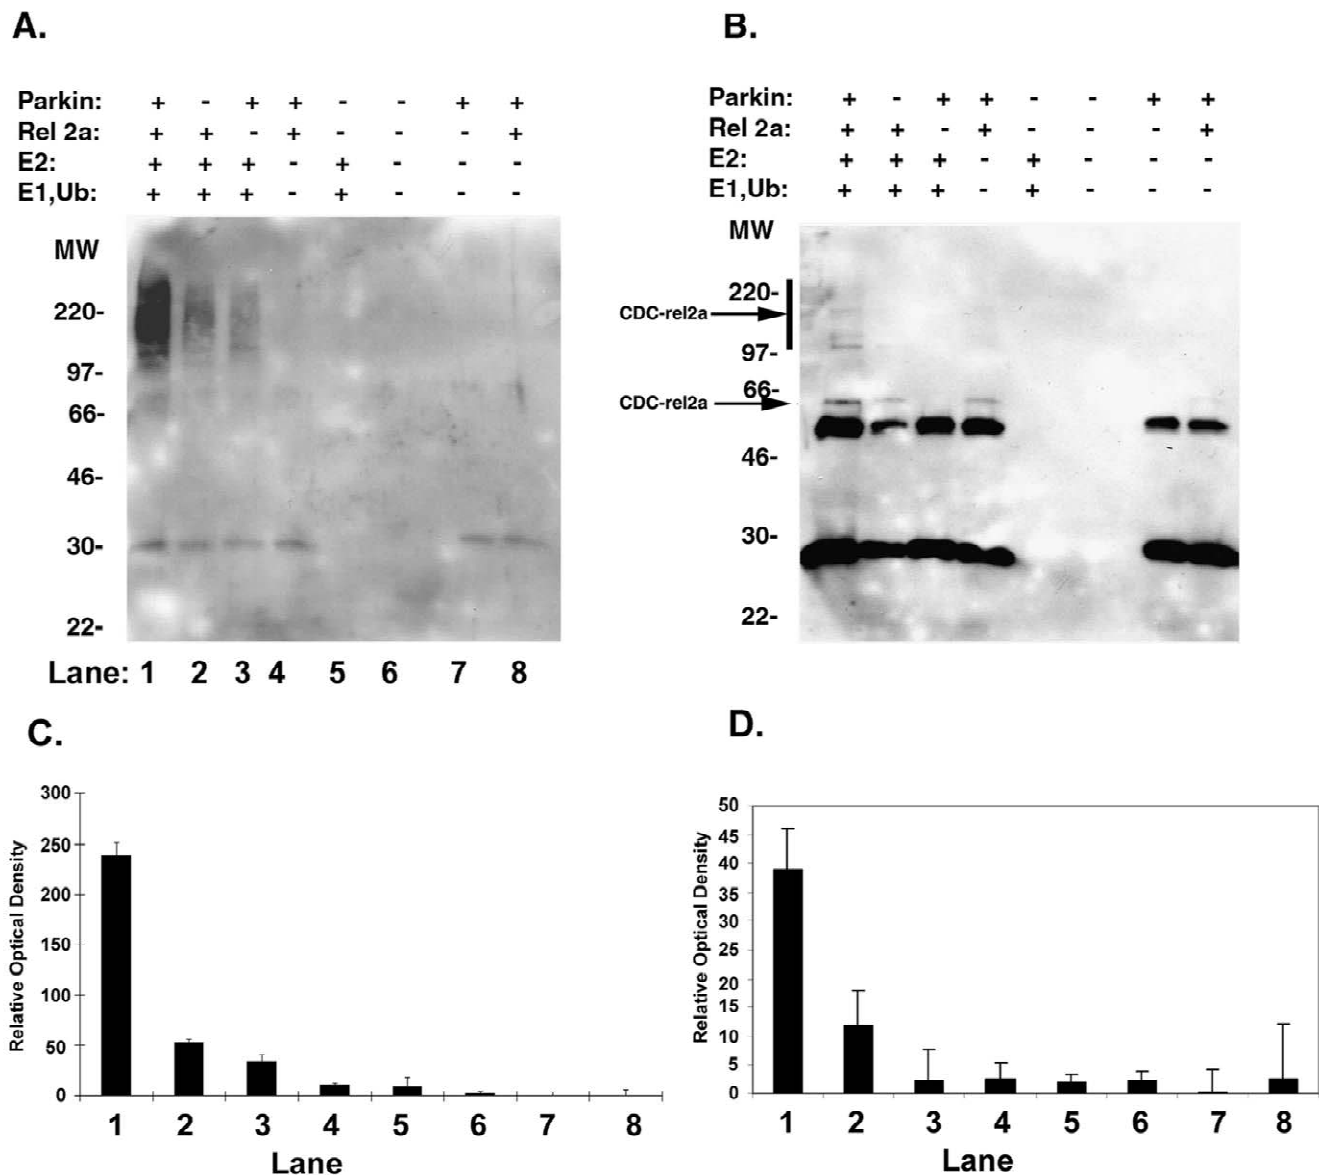 A.
Parkin: + - + + - - + +
Rel 2a: + + - + - - - +
E2: + + + - + - - -
E1,Ub: + + + - + - - -
MW
220-
97-
66-
46-
30-
22-
Lane: 1 2 3 4 5 6 7 8
B.
Parkin: + - + + - - + +
Rel 2a: + + - + - - - +
E2: + + + - + - - -
E1,Ub: + + + - + - - -
MW
220-
CDC-rel2a
97-
66-
CDC-rel2a
46-
30-
22-
C.
Relative Optical Density
300
250
200
150
100
50
0
1 2 3 4 5 6 7 8
Lane
D.
Relative Optical Density
50
45
40
35
30
25
20
15
10
5
0
1 2 3 4 5 6 7 8
Lane